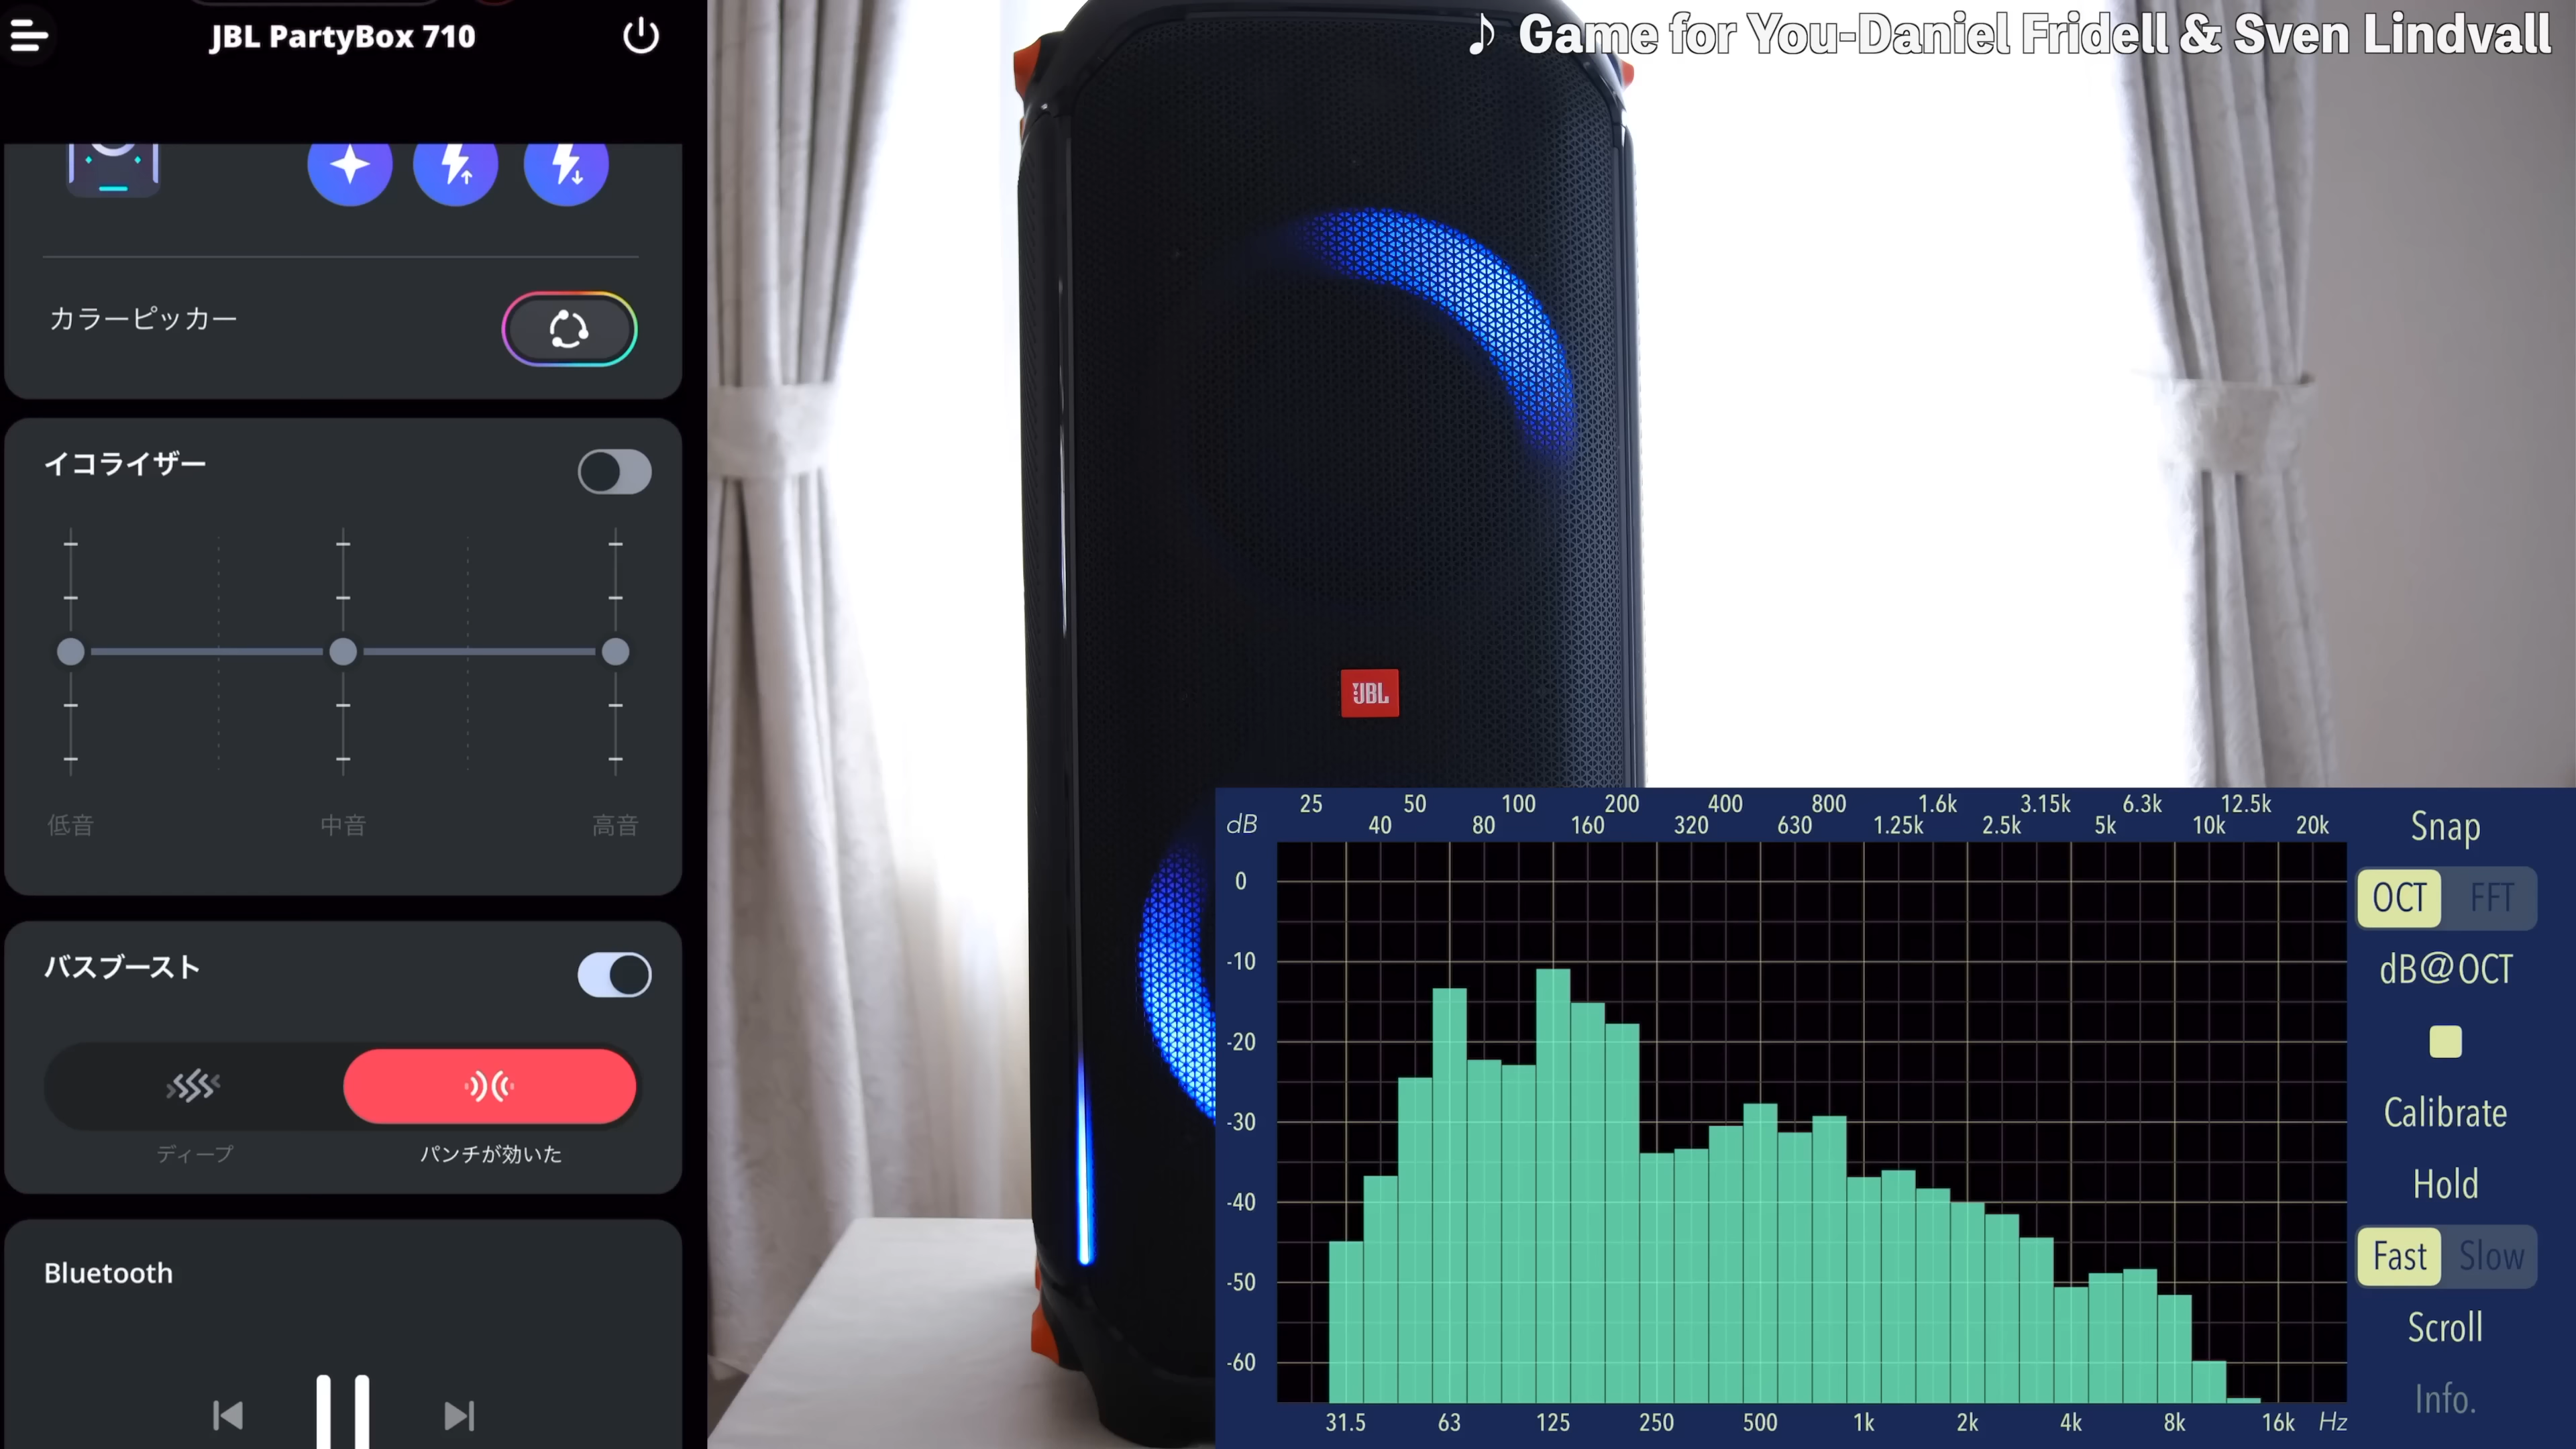 JBL PartyBox 710
カラーピッカー
イコライザー
低音 中音 高音
バスブースト
ディープ パンチが効いた
Bluetooth
♪ Game for You-Daniel Fridell & Sven Lindvall
JBL
25 50 100 200 400 800 1.6k 3.15k 6.3k 12.5k
dB 40 80 160 320 630 1.25k 2.5k 5k 10k 20k
0
-10
-20
-30
-40
-50
-60
31.5 63 125 250 500 1k 2k 4k 8k 16k Hz
Snap
OCT FFT
dB@OCT
Calibrate
Hold
Fast Slow
Scroll
Info.